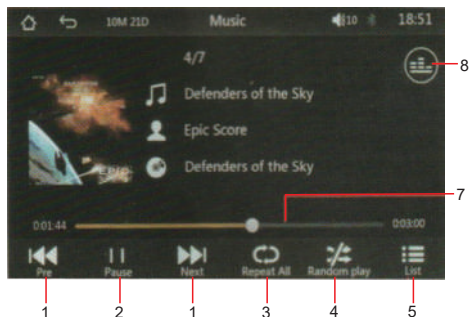 10M 21D Music 10 18:51
4/7
8
Defenders of the Sky
Epic Score
Defenders of the Sky
7
0:01:44 0:03:00
Pre Pause Next Repeat All Random play List
1 2 1 3 4 5